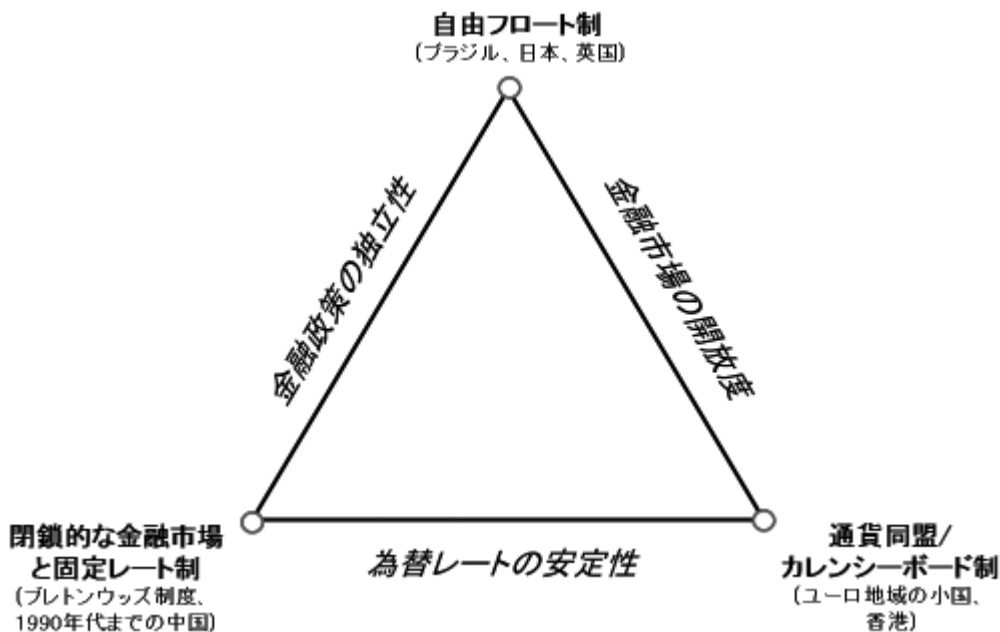 自由フロート制
(ブラジル、日本、英国)
金融政策の独立性
金融市場の開放度
閉鎖的な金融市場
と固定レート制
(ブレトンウッズ制度、
1990年代までの中国)
為替レートの安定性
通貨同盟/
カレンシーボード制
(ユーロ地域の小国、
香港)